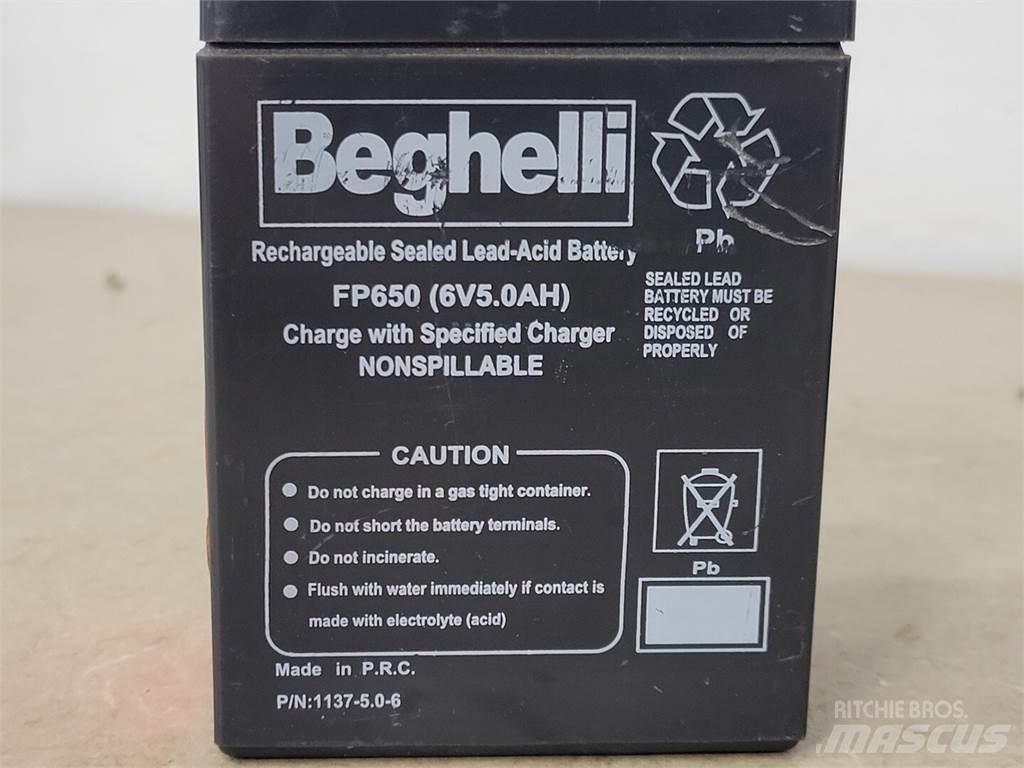 Beghelli
Rechargeable Sealed Lead-Acid Battery
FP650 (6V5.0AH)
Charge with Specified Charger
NONSPILLABLE
Pb
SEALED LEAD
BATTERY MUST BE
RECYCLED OR
DISPOSED OF
PROPERLY
CAUTION
Do not charge in a gas tight container.
Do not short the battery terminals.
Do not incinerate.
Flush with water immediately if contact is
made with electrolyte (acid)
Pb
Made in P.R.C.
P/N:1137-5.0-6
RITCHIE BROS.
MASCUS